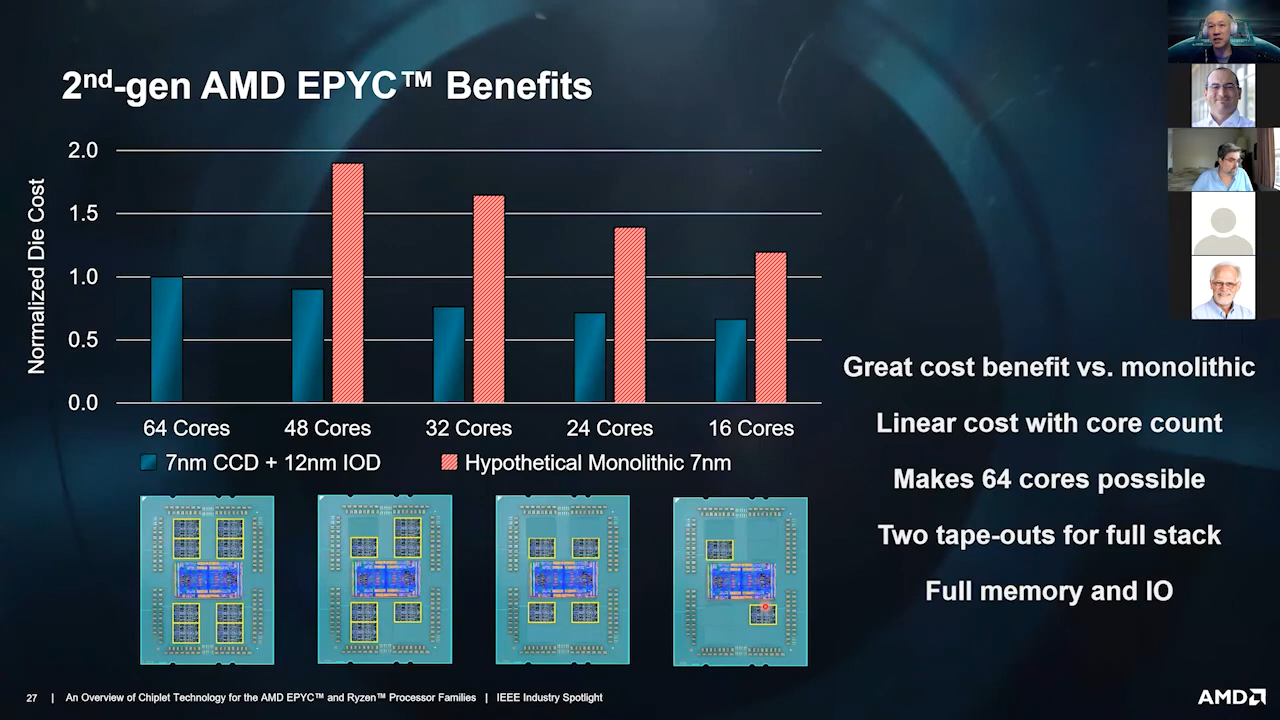 2nd-gen AMD EPYC™ Benefits
Normalized Die Cost
2.0
1.5
1.0
0.5
0.0
64 Cores
48 Cores
32 Cores
24 Cores
16 Cores
7nm CCD + 12nm IOD
Hypothetical Monolithic 7nm
Great cost benefit vs. monolithic
Linear cost with core count
Makes 64 cores possible
Two tape-outs for full stack
Full memory and IO
27 | An Overview of Chiplet Technology for the AMD EPYC™ and Ryzen™ Processor Families | IEEE Industry Spotlight
AMD